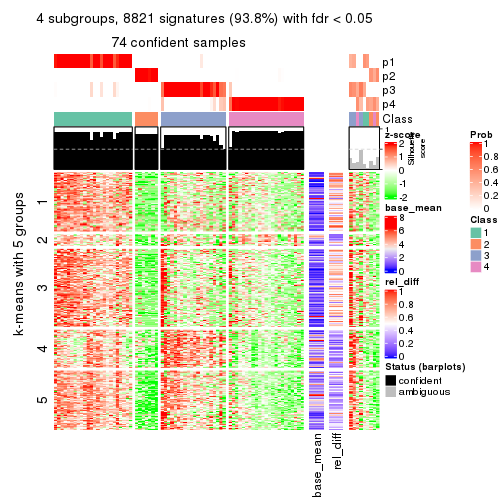 4 subgroups, 8821 signatures (93.8%) with fdr < 0.05
74 confident samples
p1
p2
p3
p4
Class
1
Silhouette
score
k-means with 5 groups
1
2
3
4
5
base_mean
rel_diff
z-score
2
1
0
-1
-2
base_mean
8
6
4
2
0
rel_diff
1
0.8
0.6
0.4
0.2
0
Status (barplots)
confident
ambiguous
Prob
1
0.8
0.6
0.4
0.2
0
Class
1
2
3
4